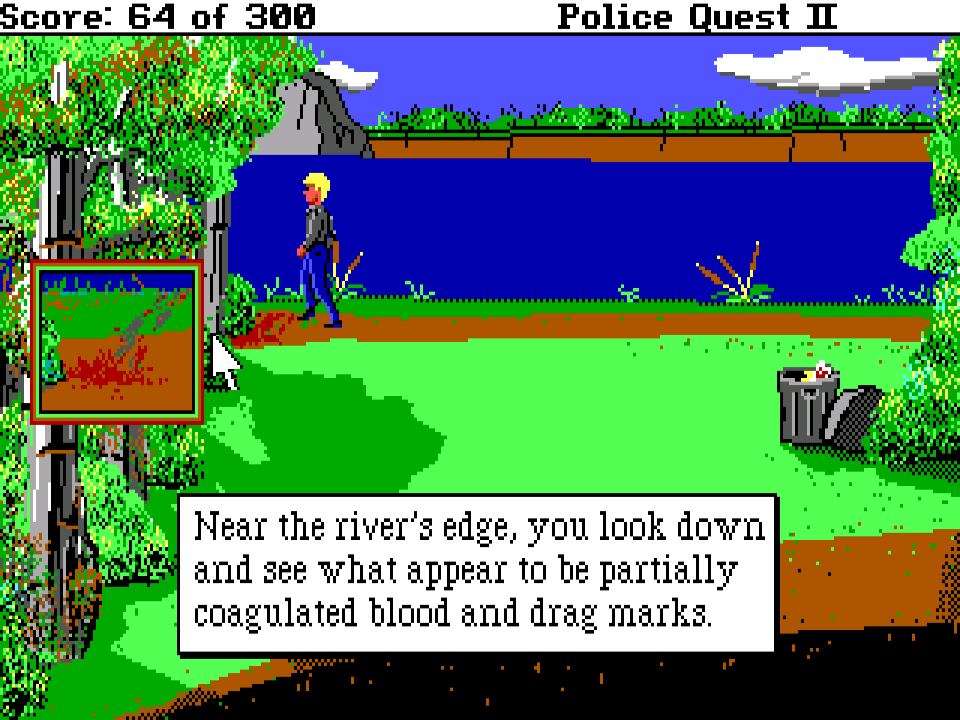 Score: 64 of 300 Police Quest II
Near the river's edge, you look down
and see what appear to be partially
coagulated blood and drag marks.